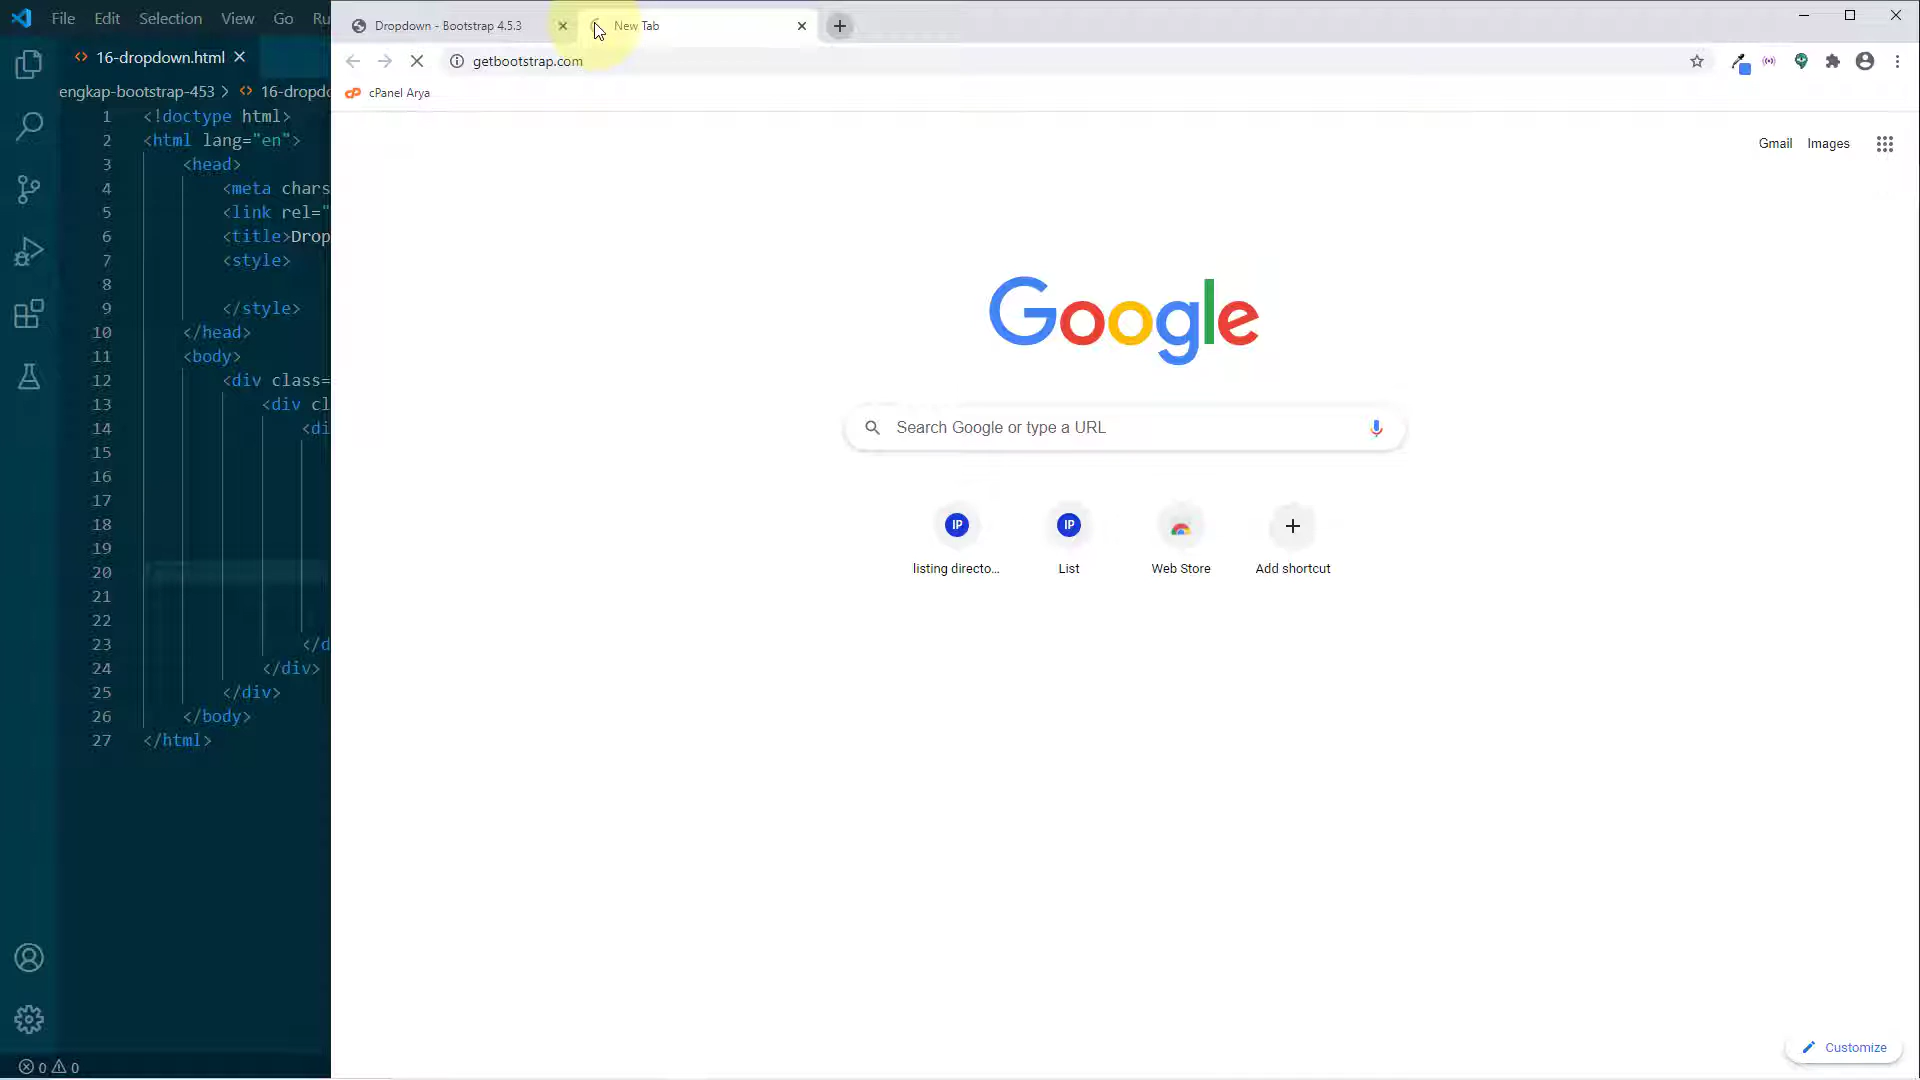 File Edit Selection View Go Ru
16-dropdown.html
engkap-bootstrap-453 > 16-dropdo
1 <!doctype html>
2 <html lang="en">
3 <head>
4 <meta chars
5 <link rel="
6 <title>Drop
7 <style>
8
9 </style>
10 </head>
11 <body>
12 <div class=
13 <div cl
14 <di
15
16
17
18
19
20
21
22
23 </d
24 </div>
25 </div>
26 </body>
27 </html>
0 0
Dropdown - Bootstrap 4.5.3
New Tab
getbootstrap.com
cPanel Arya
Gmail Images
Google
Search Google or type a URL
IP IP
listing directo... List Web Store Add shortcut
Customize